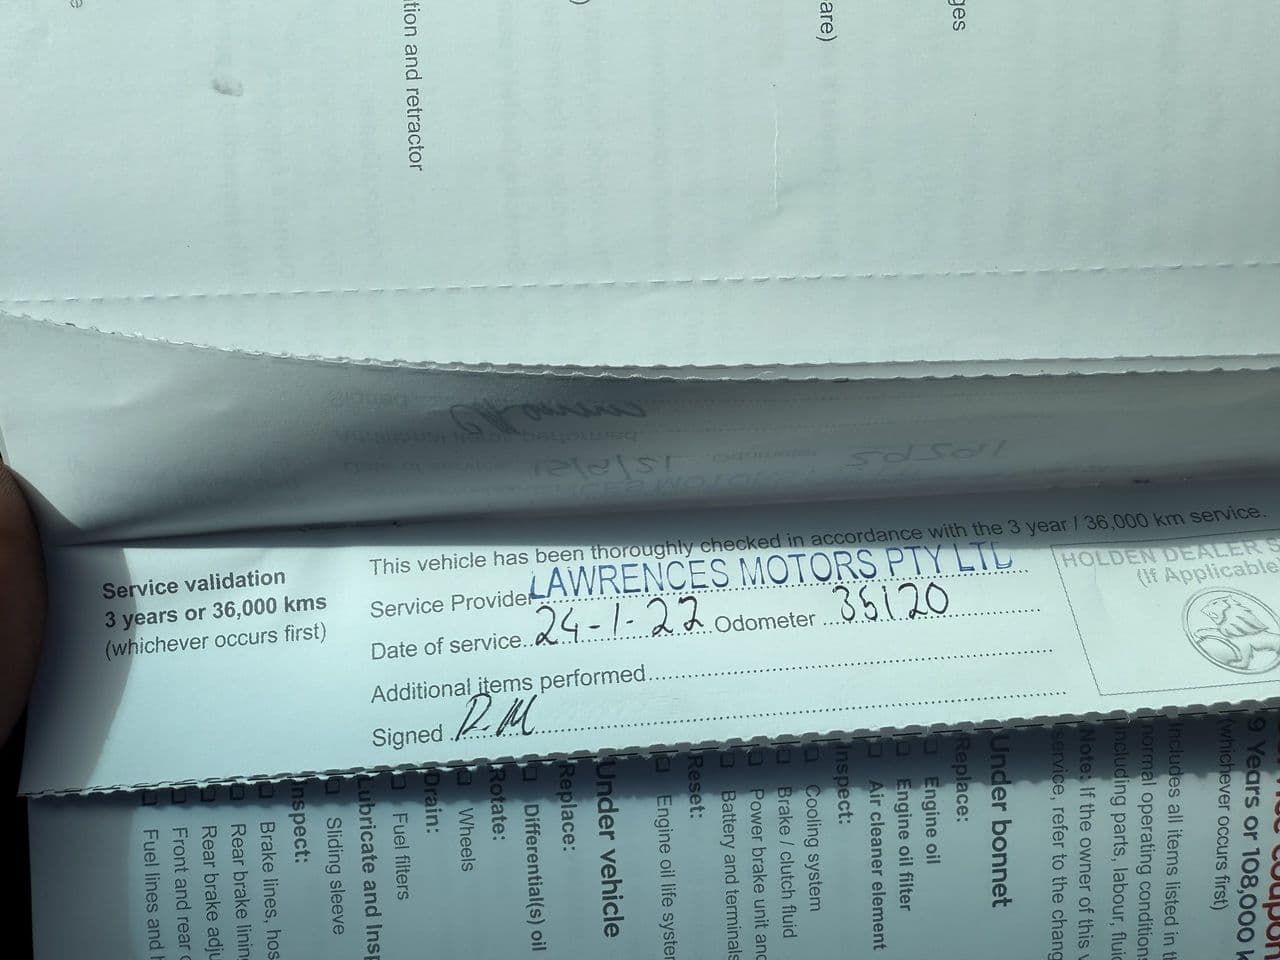 tion and retractor
are)
ges
Service validation
3 years or 36,000 kms
(whichever occurs first)
This vehicle has been thoroughly checked in accordance with the 3 year / 36,000 km service.
Service Provider LAWRENCES MOTORS PTY LTD
Date of service 24-1-22 Odometer 35120
Additional items performed
Signed R.M
HOLDEN DEALER S
(If Applicable
9 Years or 108,000 k
(whichever occurs first)
Includes all items listed in th
normal operating condition
including parts, labour, fluid
Note: If the owner of this v
service, refer to the chang
Under bonnet
Replace:
Engine oil
Engine oil filter
Air cleaner element
Inspect:
Cooling system
Brake / clutch fluid
Power brake unit and
Battery and terminals
Reset:
Engine oil life system
Under vehicle
Replace:
Differential(s) oil
Rotate:
Wheels
Drain:
Fuel filters
Lubricate and Insp
Sliding sleeve
Inspect:
Brake lines, hos
Rear brake lining
Rear brake adju
Front and rear
Fuel lines and h